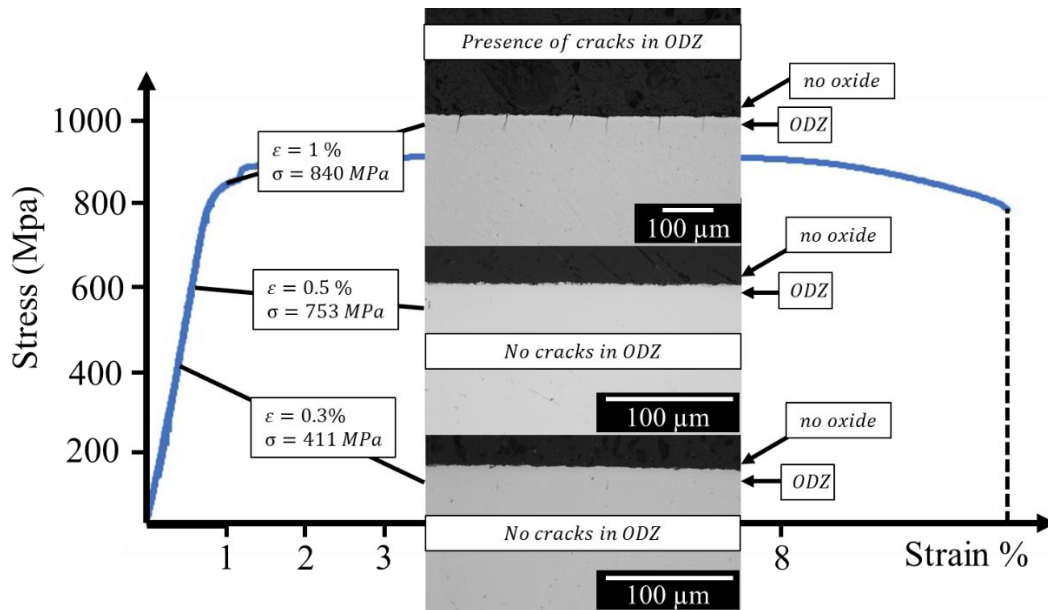 Presence of cracks in ODZ
no oxide
1000
ODZ
ε = 1 %
σ = 840 MPa
800
100 μm
no oxide
Stress (Mpa)
600
ODZ
ε = 0.5 %
σ = 753 MPa
400
No cracks in ODZ
100 μm
no oxide
ε = 0.3%
σ = 411 MPa
200
ODZ
No cracks in ODZ
1 2 3 8 Strain %
100 μm